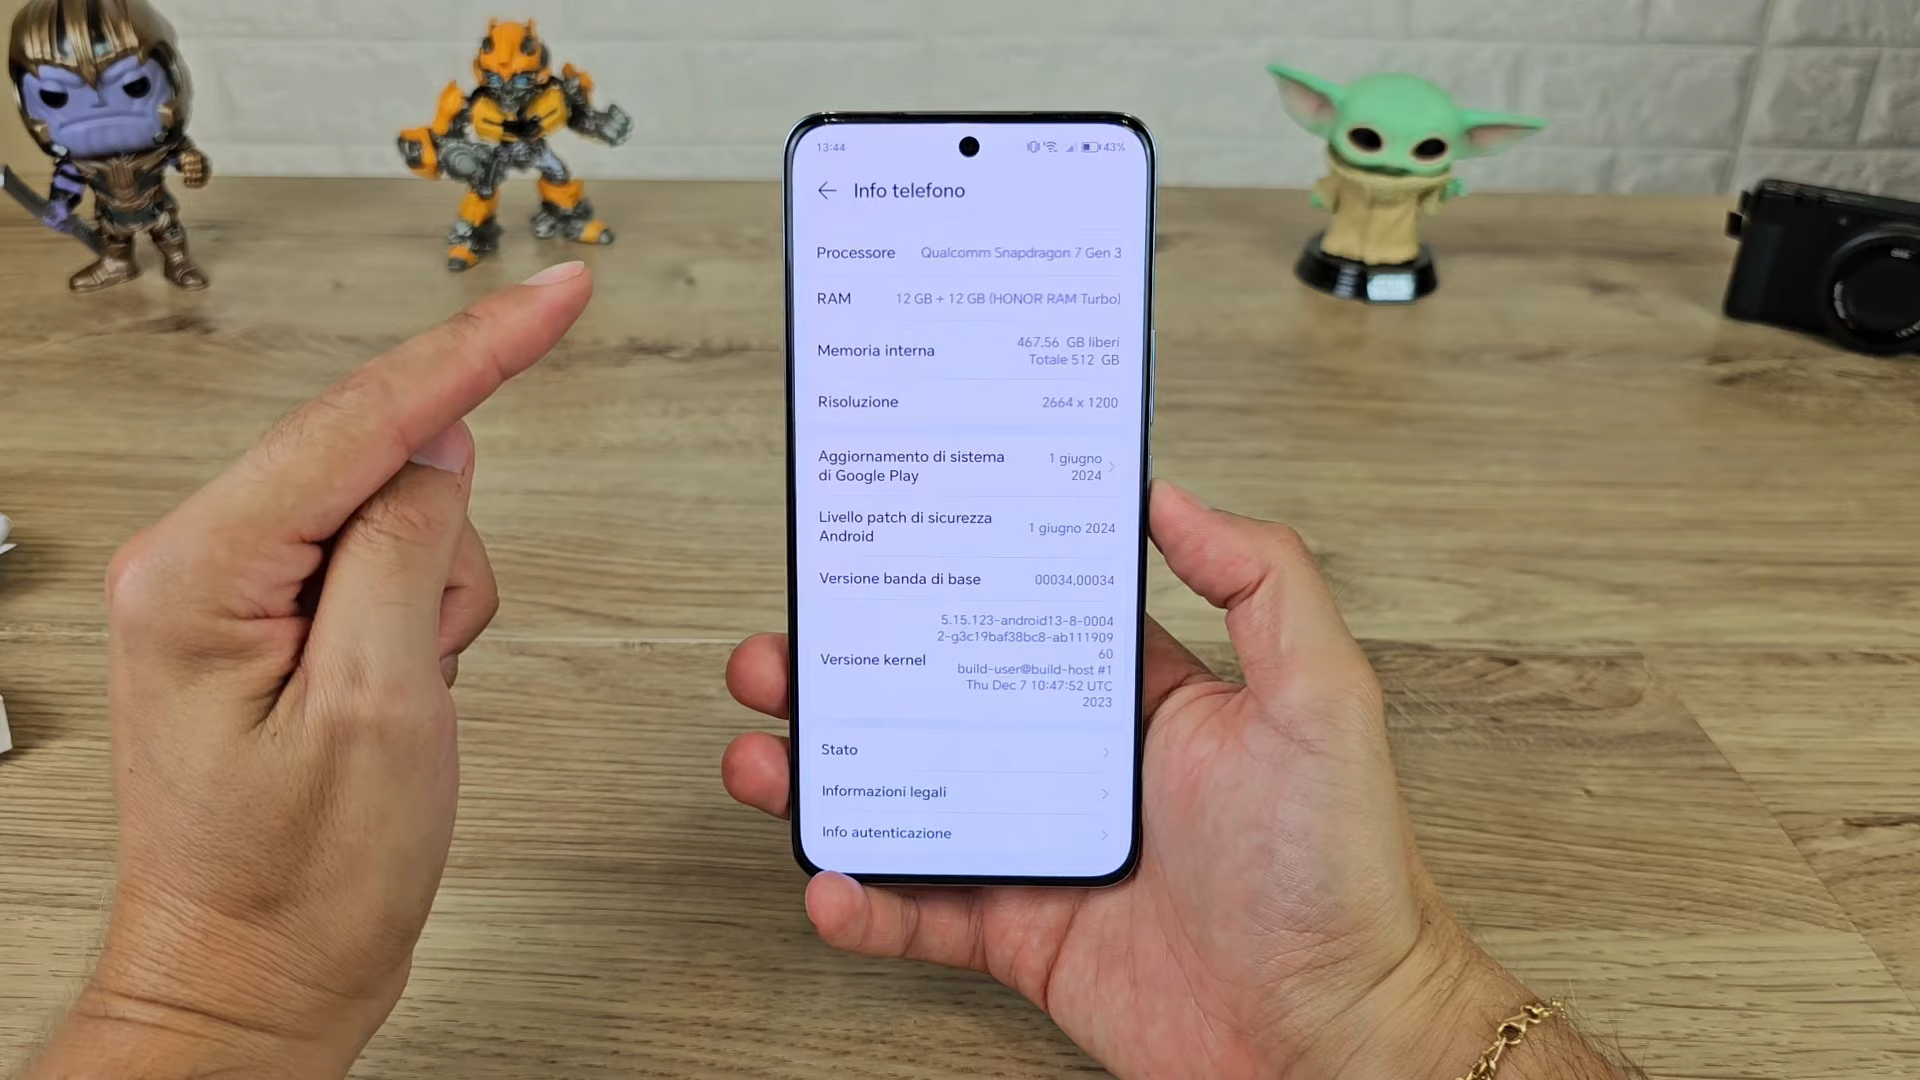 13:44
43%
Info telefono
Processore Qualcomm Snapdragon 7 Gen 3
RAM 12 GB + 12 GB (HONOR RAM Turbo)
Memoria interna 467,56 GB liberi
Totale 512 GB
Risoluzione 2664 x 1200
Aggiornamento di sistema
di Google Play
1 giugno
2024
Livello patch di sicurezza
Android
1 giugno 2024
Versione banda di base 00034,00034
Versione kernel
5.15.123-android13-8-0004
2-g3c19baf38bc8-ab111909
60
build-user@build-host #1
Thu Dec 7 10:47:52 UTC
2023
Stato
Informazioni legali
Info autenticazione